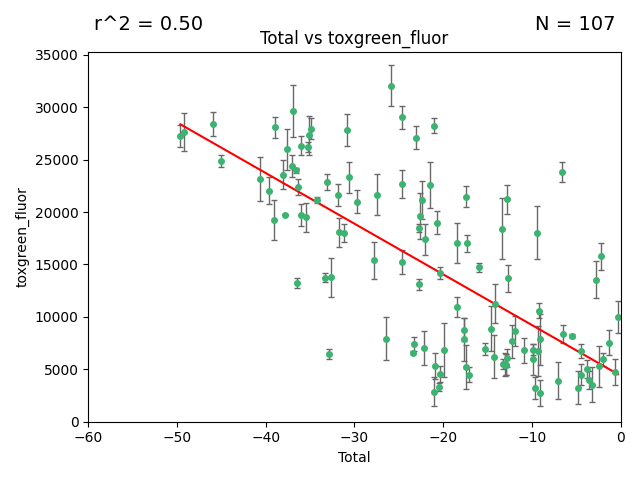 r^2 = 0.50 N = 107
Total vs toxgreen_fluor
35000
30000
25000
20000
15000
10000
5000
0
toxgreen_fluor
−60 −50 −40 −30 −20 −10 0
Total